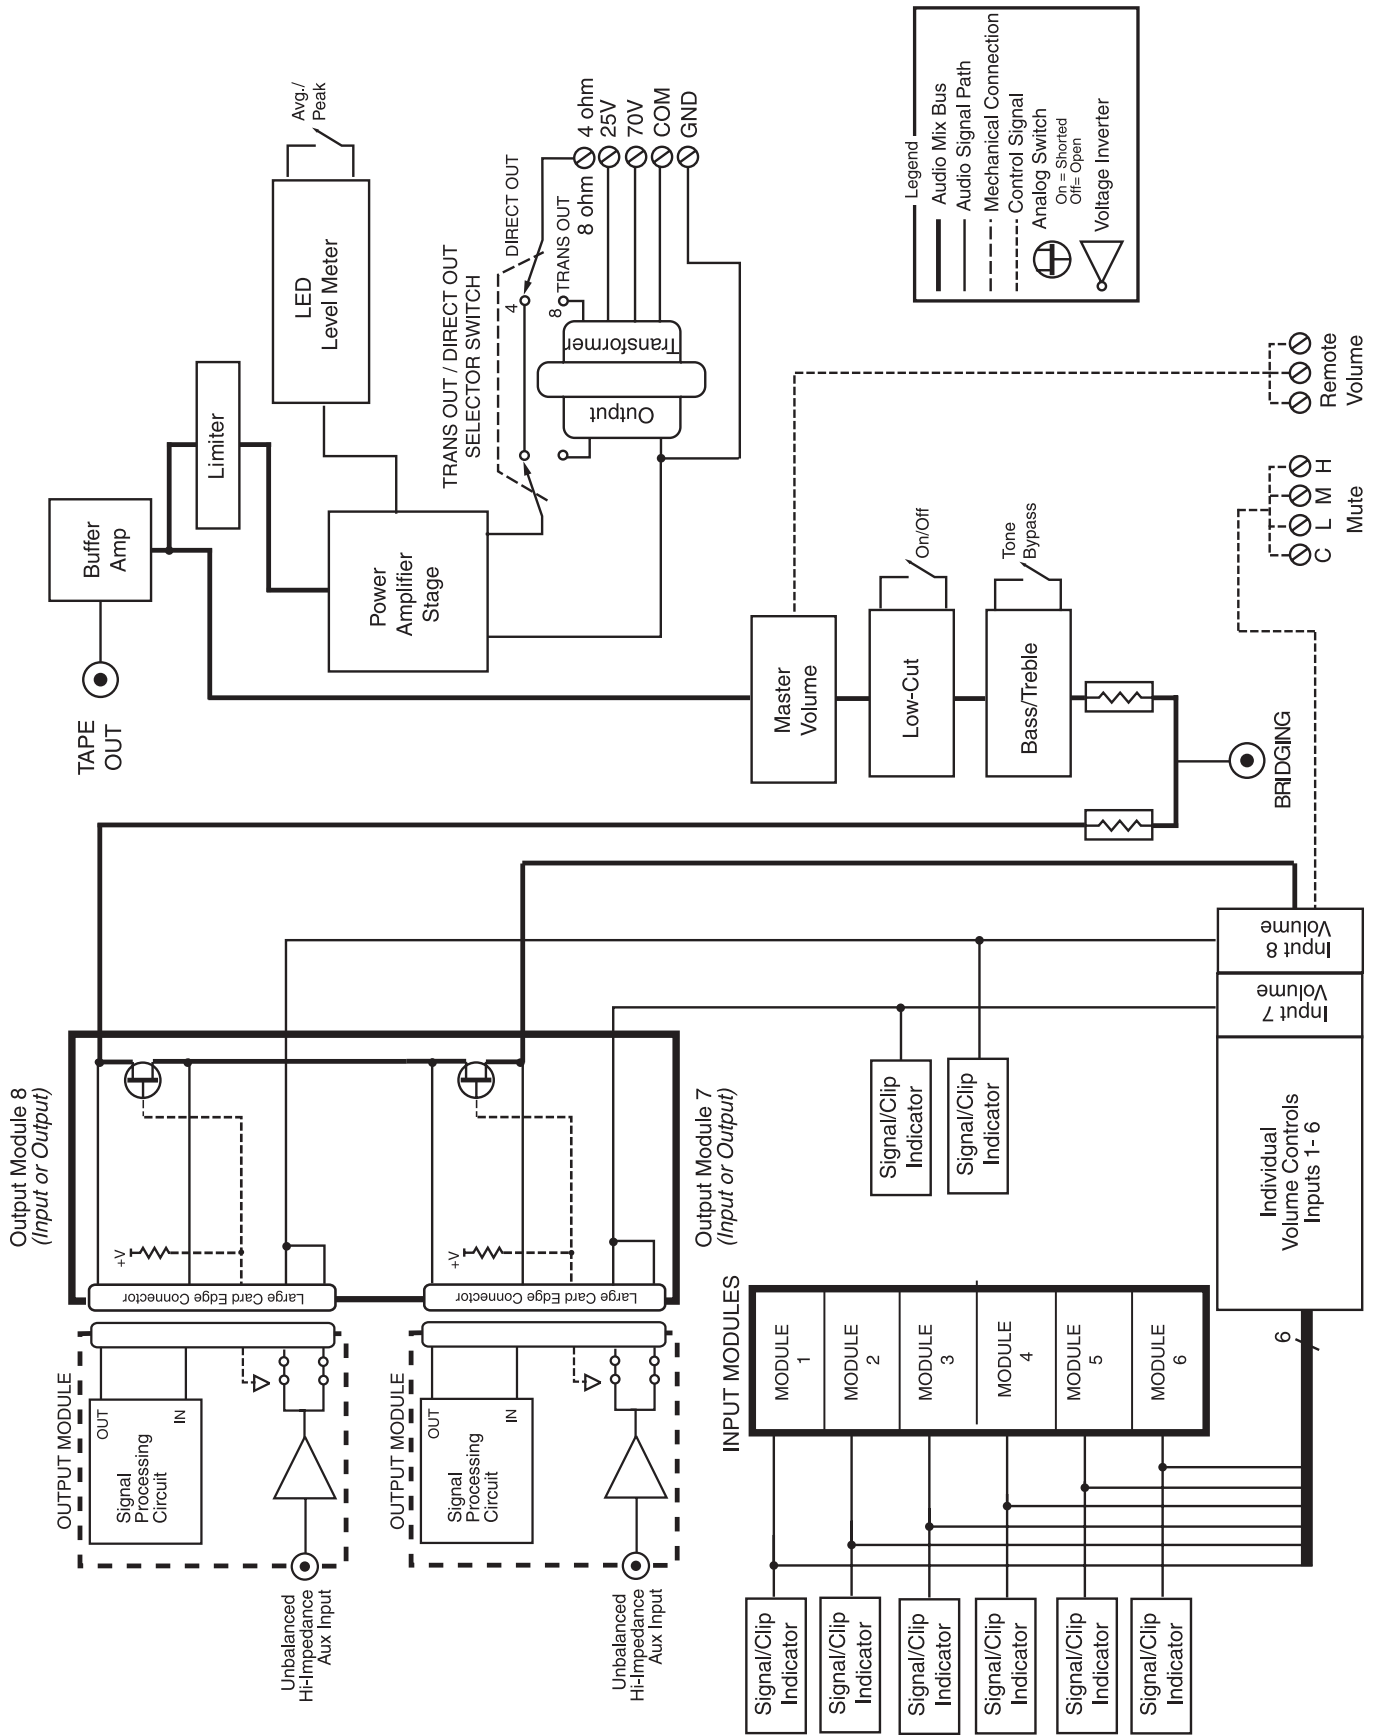 Output Module 8
(Input or Output)
Output Module 7
(Input or Output)
OUTPUT MODULE
OUT
IN
Signal
Processing
Circuit
Large Card Edge Connector
+V
Unbalanced
Hi-Impedance
Aux Input
OUTPUT MODULE
OUT
IN
Signal
Processing
Circuit
Large Card Edge Connector
+V
Unbalanced
Hi-Impedance
Aux Input
INPUT MODULES
MODULE
1
MODULE
2
MODULE
3
MODULE
4
MODULE
5
MODULE
6
Signal/Clip
Indicator
Signal/Clip
Indicator
Signal/Clip
Indicator
Signal/Clip
Indicator
Signal/Clip
Indicator
Signal/Clip
Indicator
6
Individual
Volume Controls
Inputs 1- 6
Input 7
Volume
Input 8
Volume
Signal/Clip
Indicator
Signal/Clip
Indicator
BRIDGING
Bass/Treble
Tone
Bypass
Low-Cut
On/Off
Master
Volume
TAPE
OUT
Buffer
Amp
Limiter
Power
Amplifier
Stage
LED
Level Meter
Avg./
Peak
TRANS OUT / DIRECT OUT
SELECTOR SWITCH
DIRECT OUT
4
8
TRANS OUT
Output
Transformer
8 ohm
4 ohm
25V
70V
COM
GND
C
L
M
H
Mute
Remote
Volume
Legend
Audio Mix Bus
Audio Signal Path
Mechanical Connection
Control Signal
Analog Switch
On = Shorted
Off= Open
Voltage Inverter